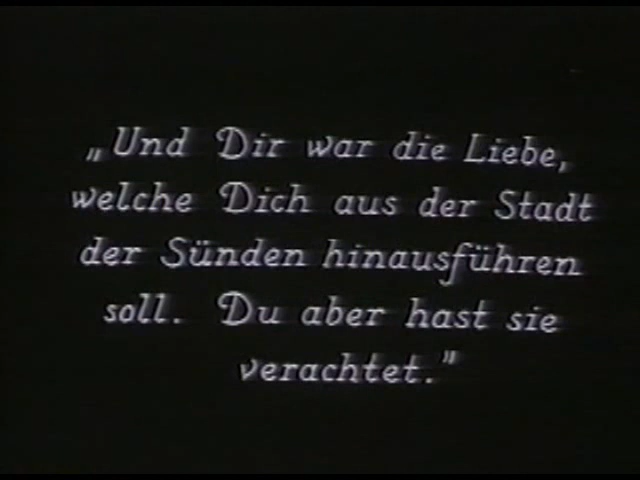 „Und Dir war die Liebe,
welche Dich aus der Stadt
der Sünden hinausführen
soll. Du aber hast sie
verachtet."